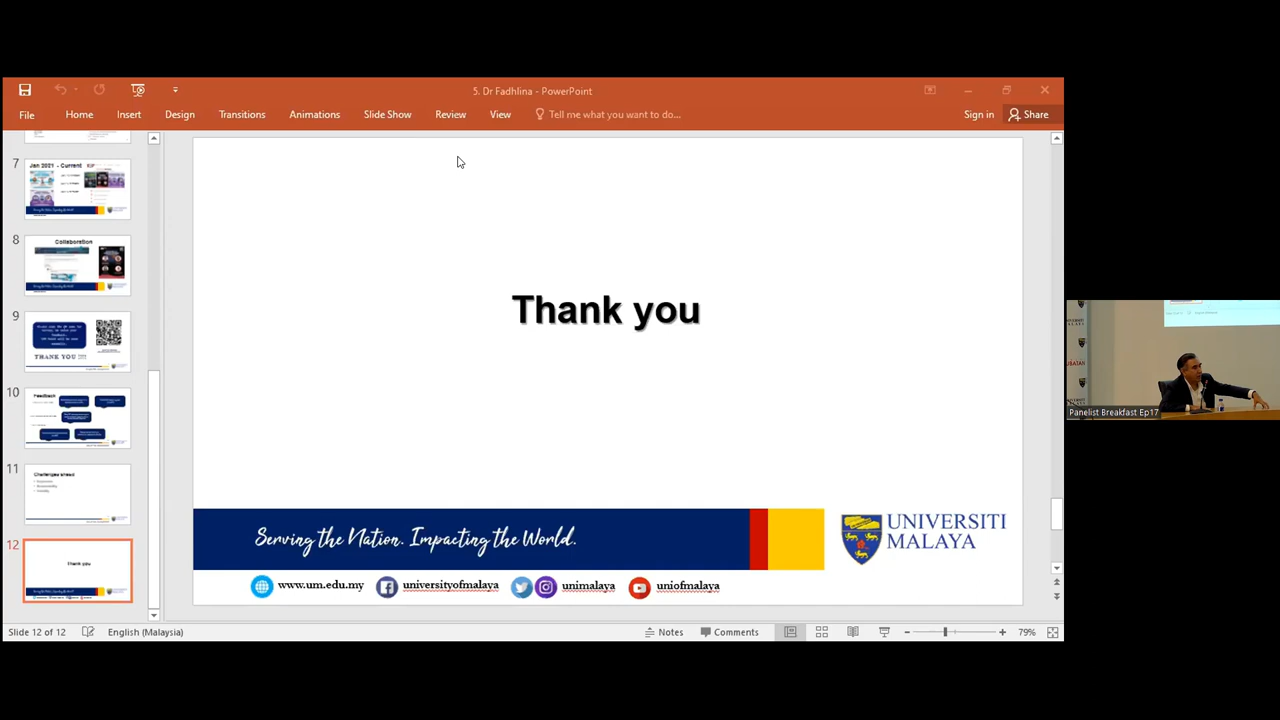 5. Dr Fadhlina - PowerPoint
File Home Insert Design Transitions Animations Slide Show Review View Tell me what you want to do... Sign in Share
7
Jan 2021 - Current
8
Collaboration
9
THANK YOU
10
Feedback
11
Challenges ahead
12
Thank you
Thank you
Serving the Nation. Impacting the World.
UNIVERSITI
MALAYA
www.um.edu.my universityofmalaya unimalaya uniofmalaya
Panelist Breakfast Ep17
Slide 12 of 12 English (Malaysia) Notes Comments 79%